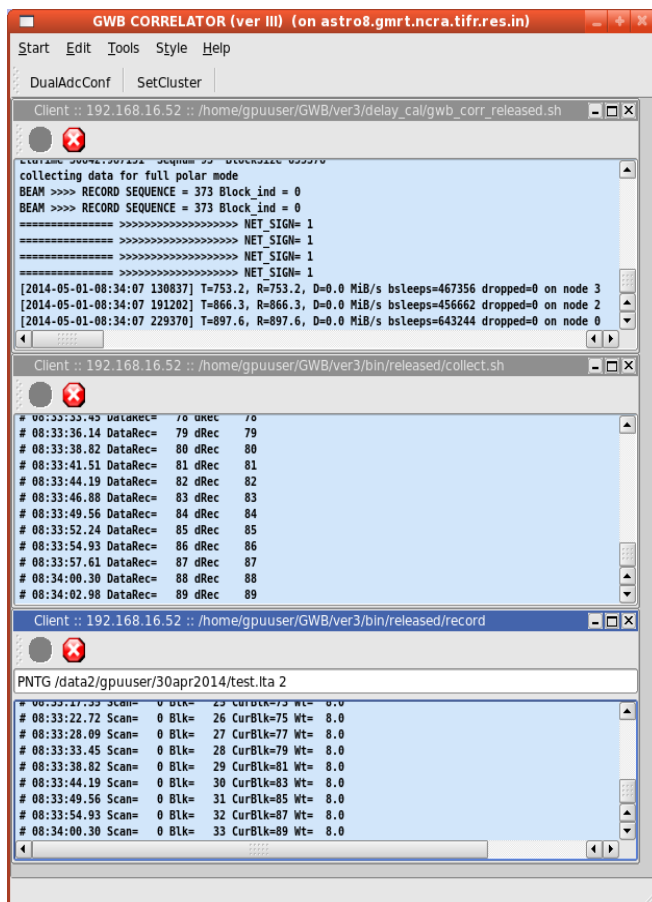 GWB CORRELATOR (ver III) (on astro8.gmrt.ncra.tifr.res.in)
Start Edit Tools Style Help
DualAdcConf SetCluster
Client :: 192.168.16.52 :: /home/gpuuser/GWB/ver3/delay_cal/gwb_corr_released.sh
collecting data for full polar mode
BEAM >>>> RECORD SEQUENCE = 373 Block_ind = 0
BEAM >>>> RECORD SEQUENCE = 373 Block_ind = 0
=============== >>>>>>>>>>>>>>>>>>> NET_SIGN= 1
=============== >>>>>>>>>>>>>>>>>>> NET_SIGN= 1
=============== >>>>>>>>>>>>>>>>>>> NET_SIGN= 1
=============== >>>>>>>>>>>>>>>>>>> NET_SIGN= 1
[2014-05-01-08:34:07 130837] T=753.2, R=753.2, D=0.0 MiB/s bsleeps=467356 dropped=0 on node 3
[2014-05-01-08:34:07 191202] T=866.3, R=866.3, D=0.0 MiB/s bsleeps=456662 dropped=0 on node 2
[2014-05-01-08:34:07 229370] T=897.6, R=897.6, D=0.0 MiB/s bsleeps=643244 dropped=0 on node 0
Client :: 192.168.16.52 :: /home/gpuuser/GWB/ver3/bin/released/collect.sh
# 08:33:33.45 DataRec= 78 dRec 78
# 08:33:36.14 DataRec= 79 dRec 79
# 08:33:38.82 DataRec= 80 dRec 80
# 08:33:41.51 DataRec= 81 dRec 81
# 08:33:44.19 DataRec= 82 dRec 82
# 08:33:46.88 DataRec= 83 dRec 83
# 08:33:49.56 DataRec= 84 dRec 84
# 08:33:52.24 DataRec= 85 dRec 85
# 08:33:54.93 DataRec= 86 dRec 86
# 08:33:57.61 DataRec= 87 dRec 87
# 08:34:00.30 DataRec= 88 dRec 88
# 08:34:02.98 DataRec= 89 dRec 89
Client :: 192.168.16.52 :: /home/gpuuser/GWB/ver3/bin/released/record
PNTG /data2/gpuuser/30apr2014/test.lta 2
# Scan= 0 Blk= 25 CurBlk=73 Wt= 8.0
# 08:33:22.72 Scan= 0 Blk= 26 CurBlk=75 Wt= 8.0
# 08:33:28.09 Scan= 0 Blk= 27 CurBlk=77 Wt= 8.0
# 08:33:33.45 Scan= 0 Blk= 28 CurBlk=79 Wt= 8.0
# 08:33:38.82 Scan= 0 Blk= 29 CurBlk=81 Wt= 8.0
# 08:33:44.19 Scan= 0 Blk= 30 CurBlk=83 Wt= 8.0
# 08:33:49.56 Scan= 0 Blk= 31 CurBlk=85 Wt= 8.0
# 08:33:54.93 Scan= 0 Blk= 32 CurBlk=87 Wt= 8.0
# 08:34:00.30 Scan= 0 Blk= 33 CurBlk=89 Wt= 8.0